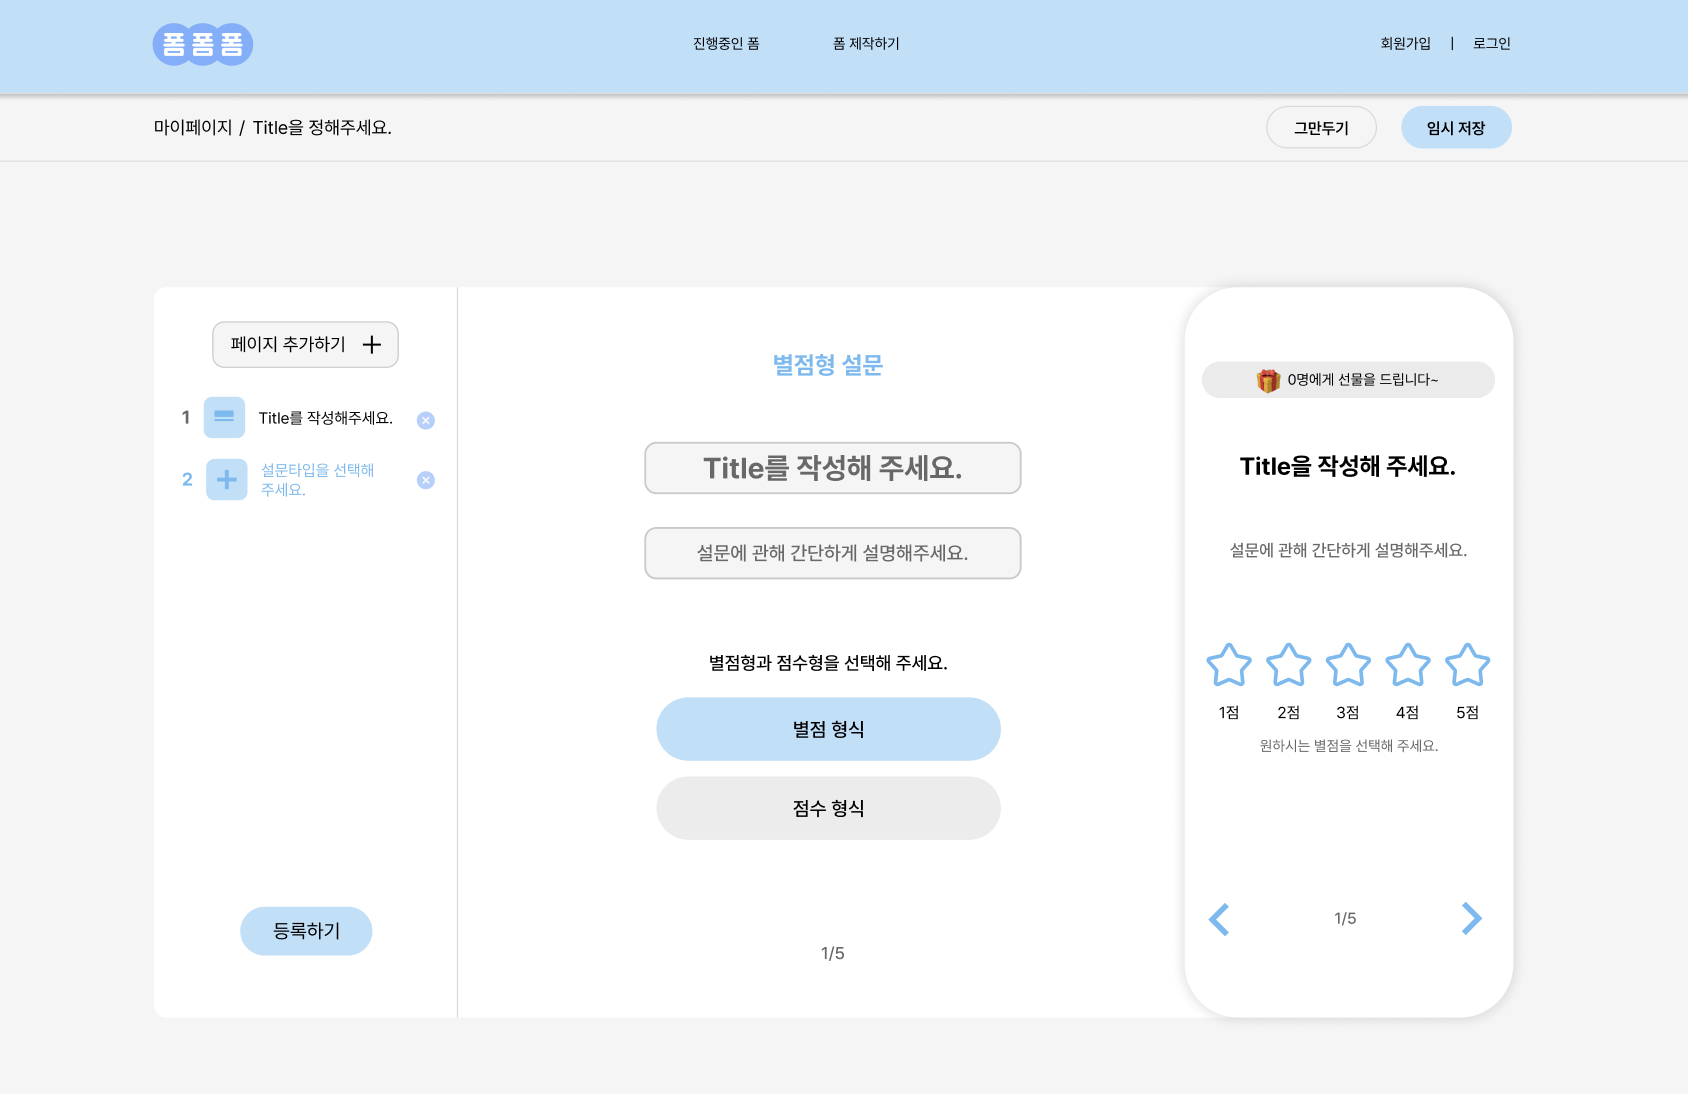 폼폼폼
진행중인 폼
폼 제작하기
회원가입 | 로그인
마이페이지 / Title을 정해주세요.
그만두기
임시 저장
페이지 추가하기
1
Title를 작성해주세요.
2
설문타입을 선택해
주세요.
등록하기
별점형 설문
Title를 작성해 주세요.
설문에 관해 간단하게 설명해주세요.
별점형과 점수형을 선택해 주세요.
별점 형식
점수 형식
1/5
0명에게 선물을 드립니다~
Title을 작성해 주세요.
설문에 관해 간단하게 설명해주세요.
1점 2점 3점 4점 5점
원하시는 별점을 선택해 주세요.
1/5